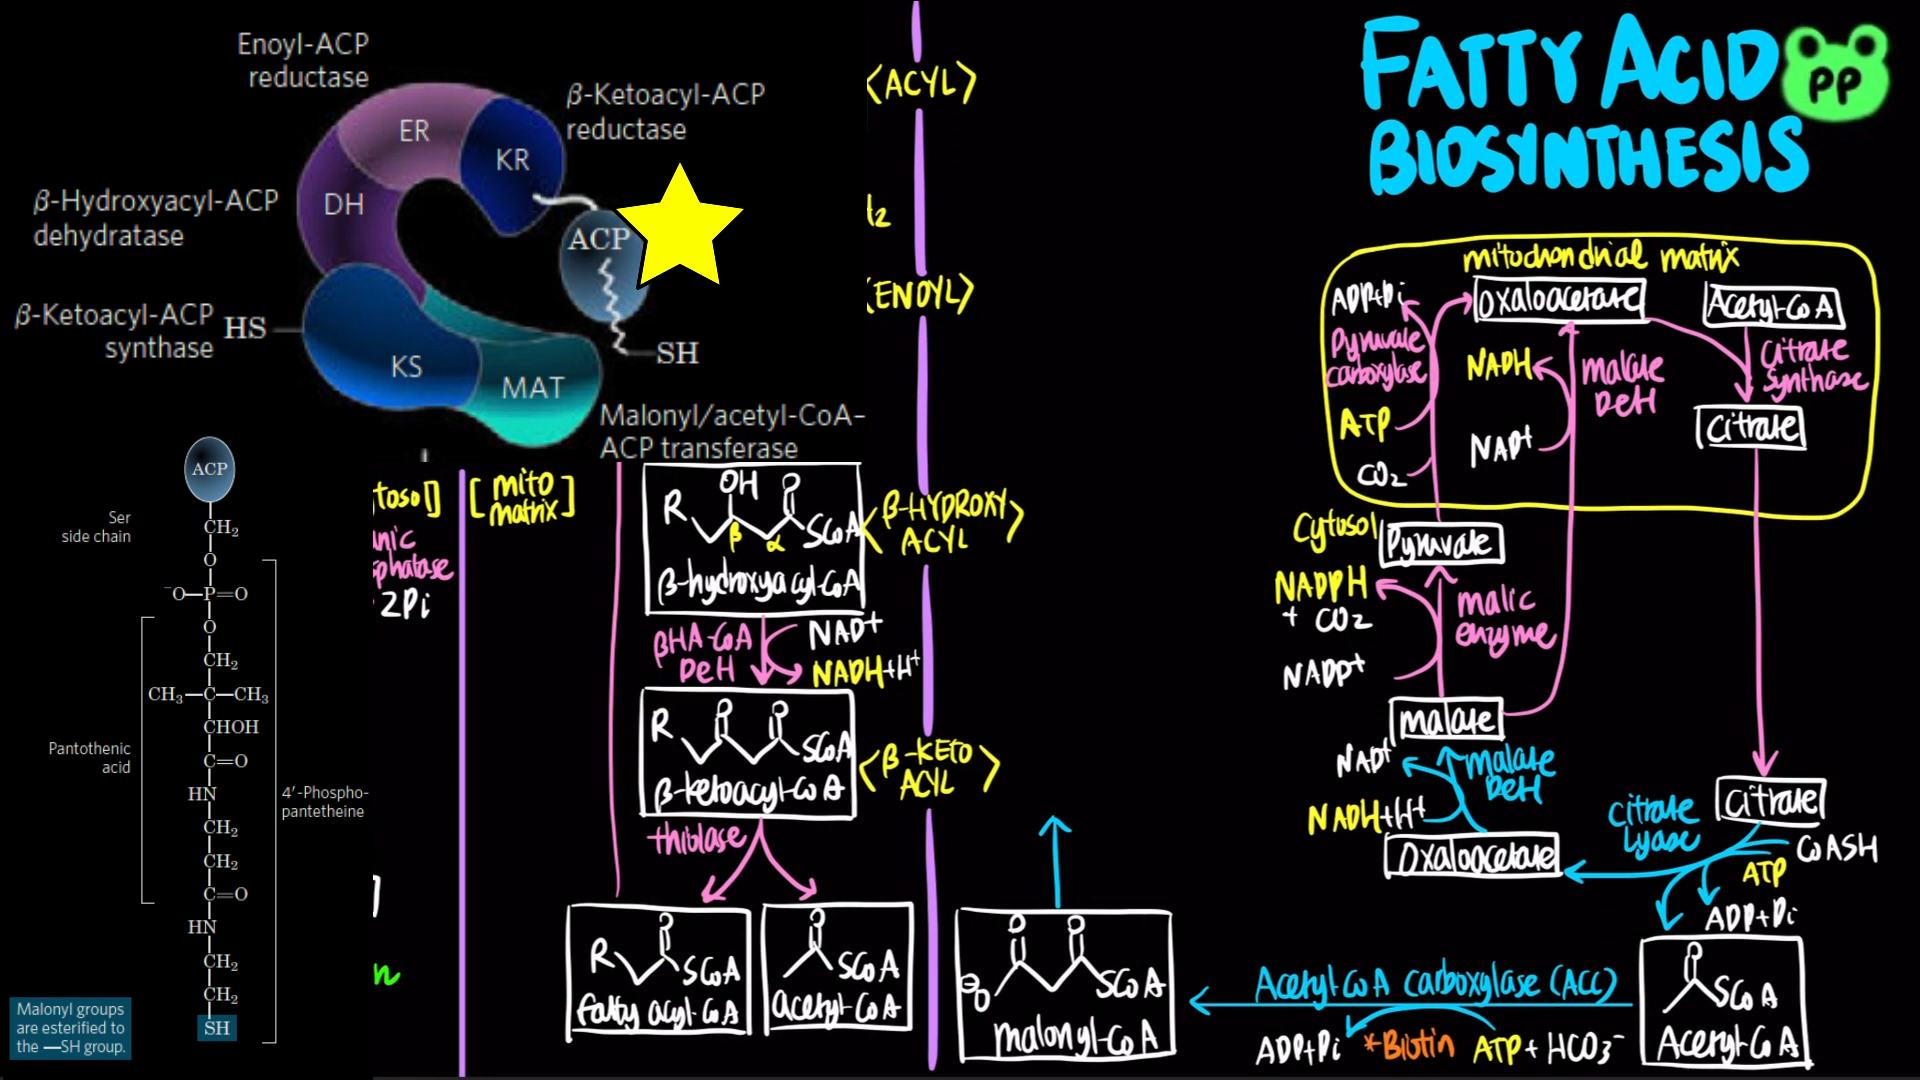 Enoyl-ACP
reductase
β-Ketoacyl-ACP
reductase
ER
KR
β-Hydroxyacyl-ACP
dehydratase
DH
ACP
β-Ketoacyl-ACP
synthase
HS
KS
MAT
SH
Malonyl/acetyl-CoA–
ACP transferase
ACP
Ser
side chain
CH₂
O
⁻O—P=O
O
CH₂
CH₃—C—CH₃
CHOH
Pantothenic
acid
C=O
HN
4′-Phospho-
pantetheine
CH₂
CH₂
C=O
HN
CH₂
CH₂
SH
Malonyl groups
are esterified to
the —SH group.
tosol]
nic
phatase
2Pi
n
[mito
matrix]
OH O
R
β α
SCoA
β-hydroxyacyl-CoA
βHA-CoA
DeH
NAD+
NADH+H+
R O O
SCoA
β-ketoacyl-CoA
thiolase
R O
SCoA
fatty acyl-CoA
O
SCoA
acetyl-CoA
<ACYL>
H₂
<ENOYL>
<β-HYDROXY
ACYL>
<β-KETO
ACYL>
FATTY ACID
BIOSYNTHESIS
PP
mitochondrial matrix
ADP+Pi
Oxaloacetate
Acetyl-CoA
Pyruvate
carboxylase
NADH
malate
DeH
citrate
synthase
ATP
NAD+
citrate
CO₂
Cytosol
Pyruvate
NADPH
+ CO₂
malic
enzyme
NADP+
malate
NAD+
malate
DeH
NADH+H+
Oxaloacetate
citrate
citrate
lyase
CoASH
ATP
ADP+Pi
O
SCoA
Acetyl-CoA
Acetyl-CoA carboxylase (ACC)
ADP+Pi *Biotin ATP + HCO₃⁻
O O
⊖O
SCoA
malonyl-CoA